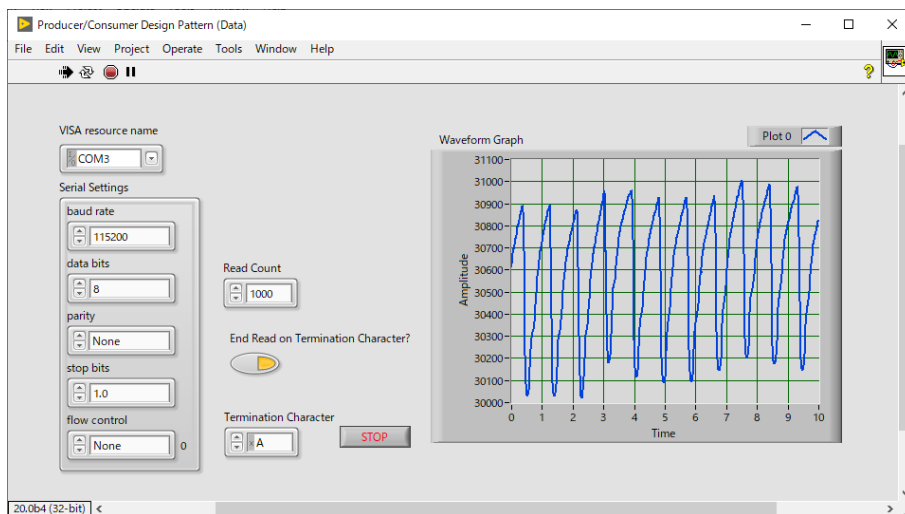 Producer/Consumer Design Pattern (Data)
File Edit View Project Operate Tools Window Help
VISA resource name
COM3
Serial Settings
baud rate
115200
data bits
8
parity
None
stop bits
1.0
flow control
None 0
Read Count
1000
End Read on Termination Character?
Termination Character
A
STOP
Waveform Graph
Plot 0
Amplitude
31100
31000
30900
30800
30700
30600
30500
30400
30300
30200
30100
30000
0 1 2 3 4 5 6 7 8 9 10
Time
20.0b4 (32-bit)